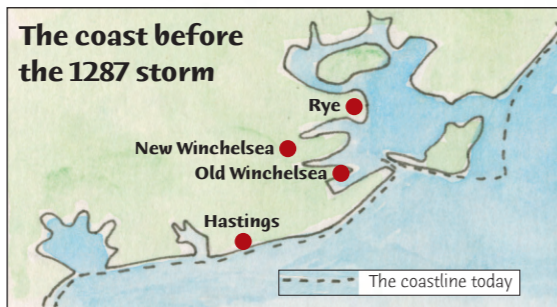 The coast before
the 1287 storm
Rye
New Winchelsea
Old Winchelsea
Hastings
The coastline today